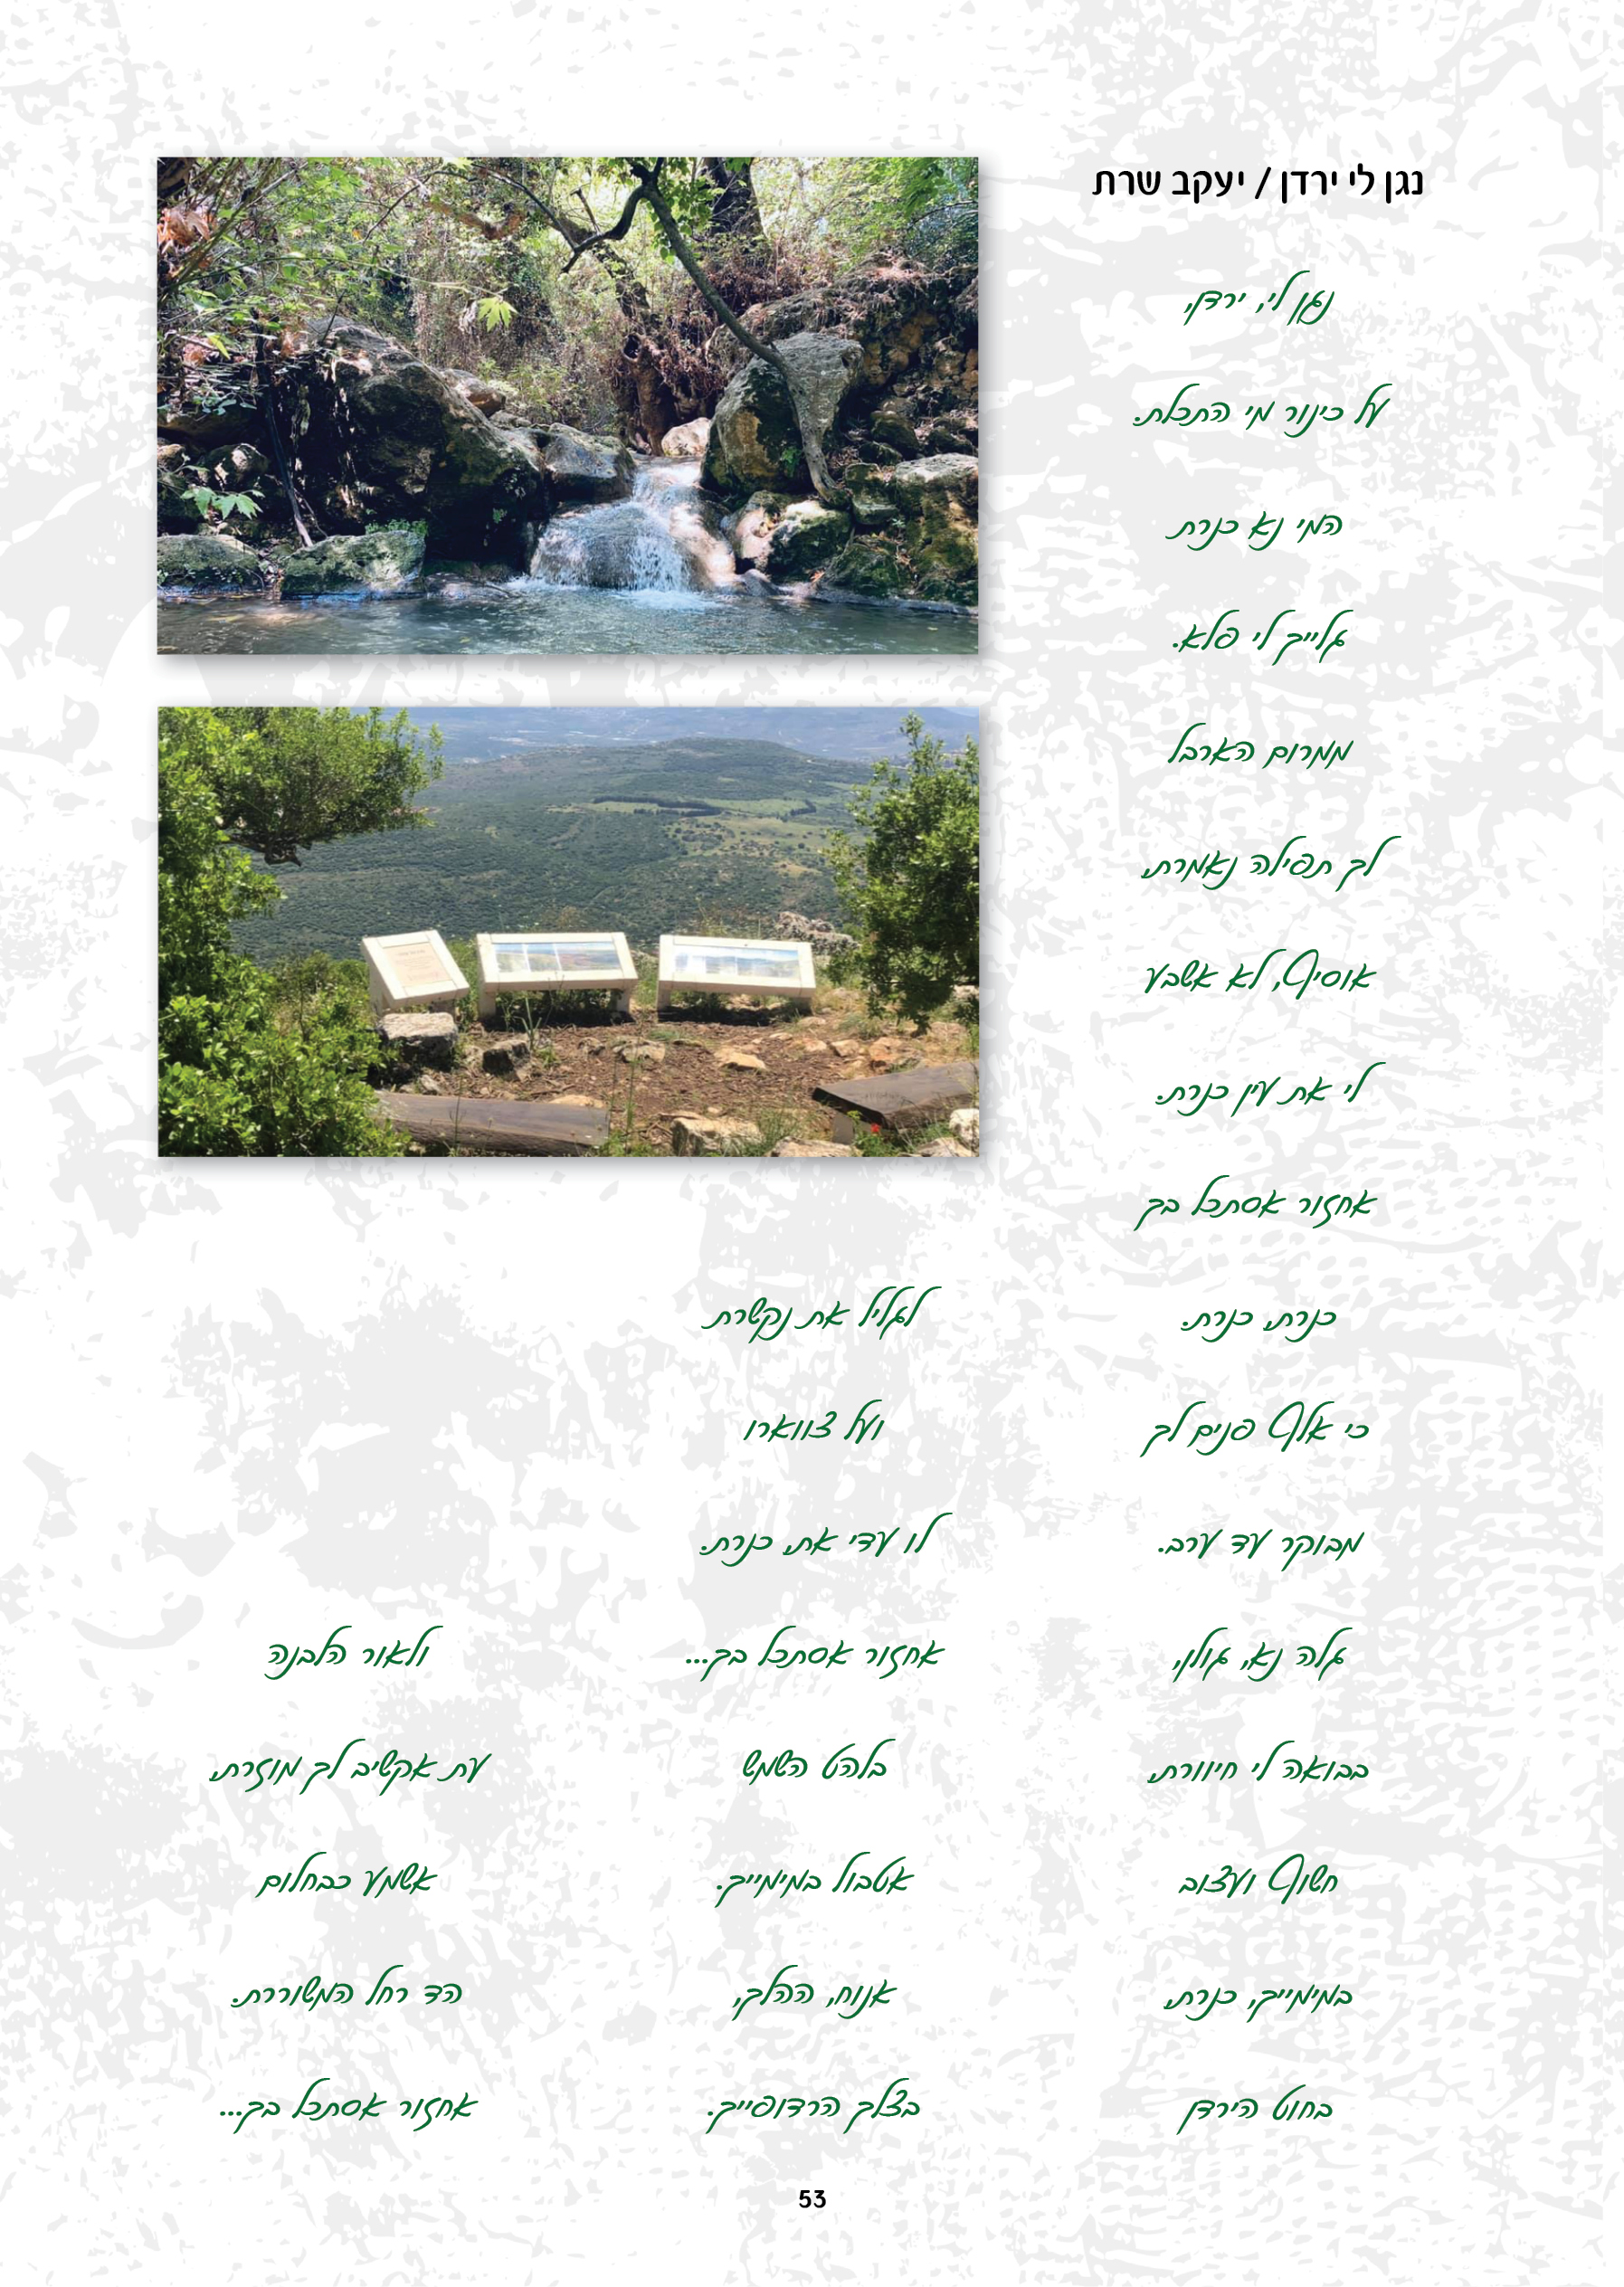 נגן לי ירדן / יעקב שרת
נגן לי, ירדן,
על כינור מי התכלת.
המי נא כנרת
גלייך לי פלא.
ממרום הארבל
לך תפילה נאמרת,
אוסיף, לא אשבע
לי את עין כנרת.
אחזור אסתכל בך
כנרת, כנרת.
כי אלף פנים לך
מבוקר עד ערב.
גלה נא, גולן,
בבואה לי חיוורת,
חשוף ועצוב
במימייך, כנרת,
בחוט הירדן
לגליל את נקשרת
ועל צווארו
לו עדי את, כנרת.
אחזור אסתכל בך...
בלהט השמש
אטבול במימייך.
אנוח, ההלך,
בצלך הרדופייך.
ולאור הלבנה
עת אקשיב לך מוזרת,
אשמע כבחלום
הד רחל המשוררת.
אחזור אסתכל בך...
53